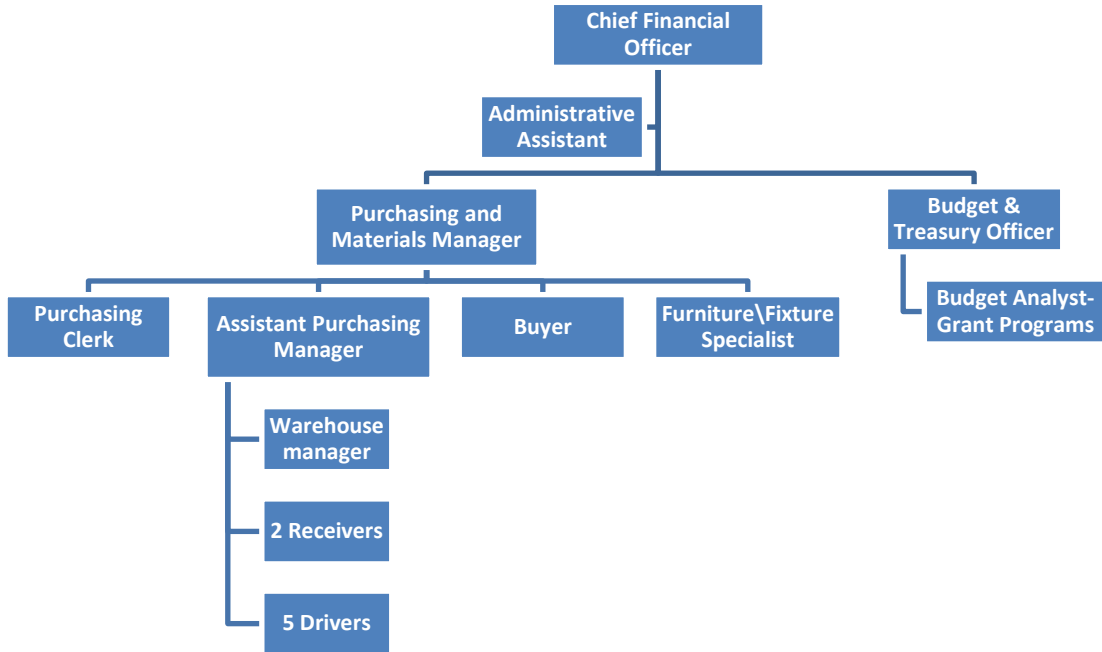 Chief Financial
Officer
Administrative
Assistant
Purchasing and
Materials Manager
Budget &
Treasury Officer
Purchasing
Clerk
Assistant Purchasing
Manager
Buyer
Furniture\Fixture
Specialist
Budget Analyst-
Grant Programs
Warehouse
manager
2 Receivers
5 Drivers